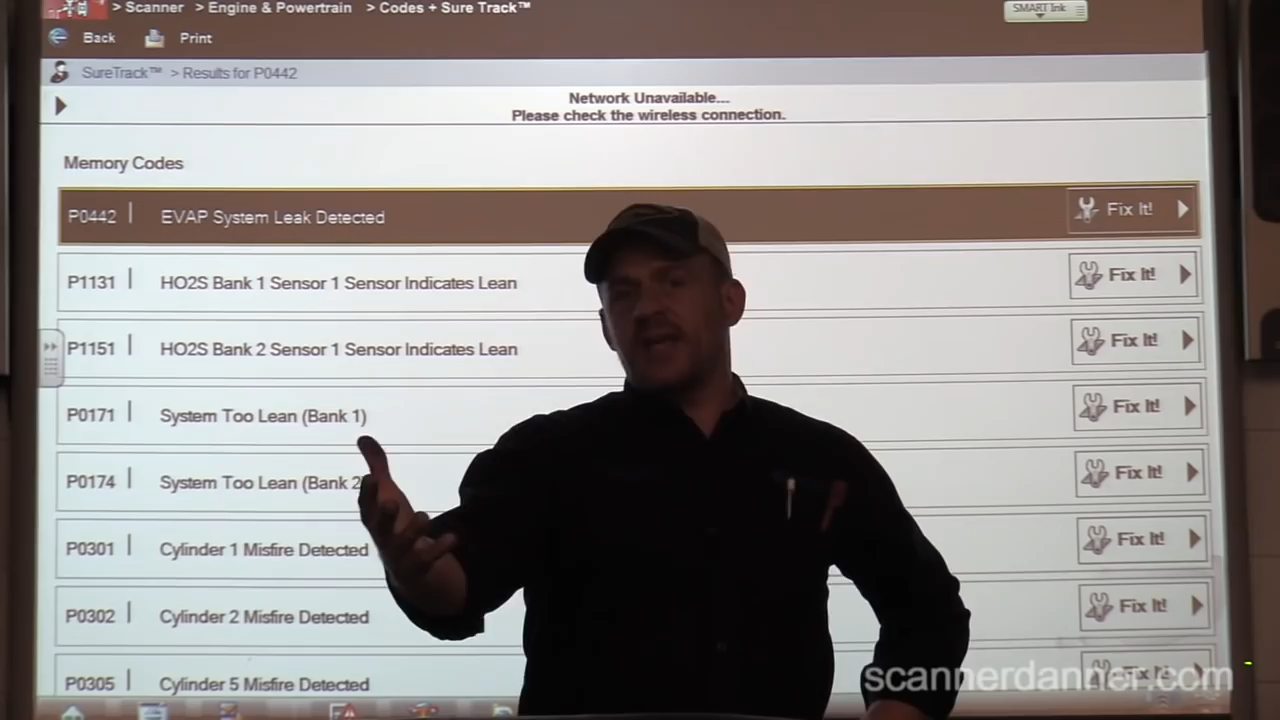 > Scanner > Engine & Powertrain > Codes + Sure Track™
SMART Ink
Back Print
SureTrack™ > Results for P0442
Network Unavailable...
Please check the wireless connection.
Memory Codes
P0442 EVAP System Leak Detected Fix It!
P1131 HO2S Bank 1 Sensor 1 Sensor Indicates Lean Fix It!
P1151 HO2S Bank 2 Sensor 1 Sensor Indicates Lean Fix It!
P0171 System Too Lean (Bank 1) Fix It!
P0174 System Too Lean (Bank 2 Fix It!
P0301 Cylinder 1 Misfire Detected Fix It!
P0302 Cylinder 2 Misfire Detected Fix It!
P0305 Cylinder 5 Misfire Detected Fix It!
scannerdanner.com